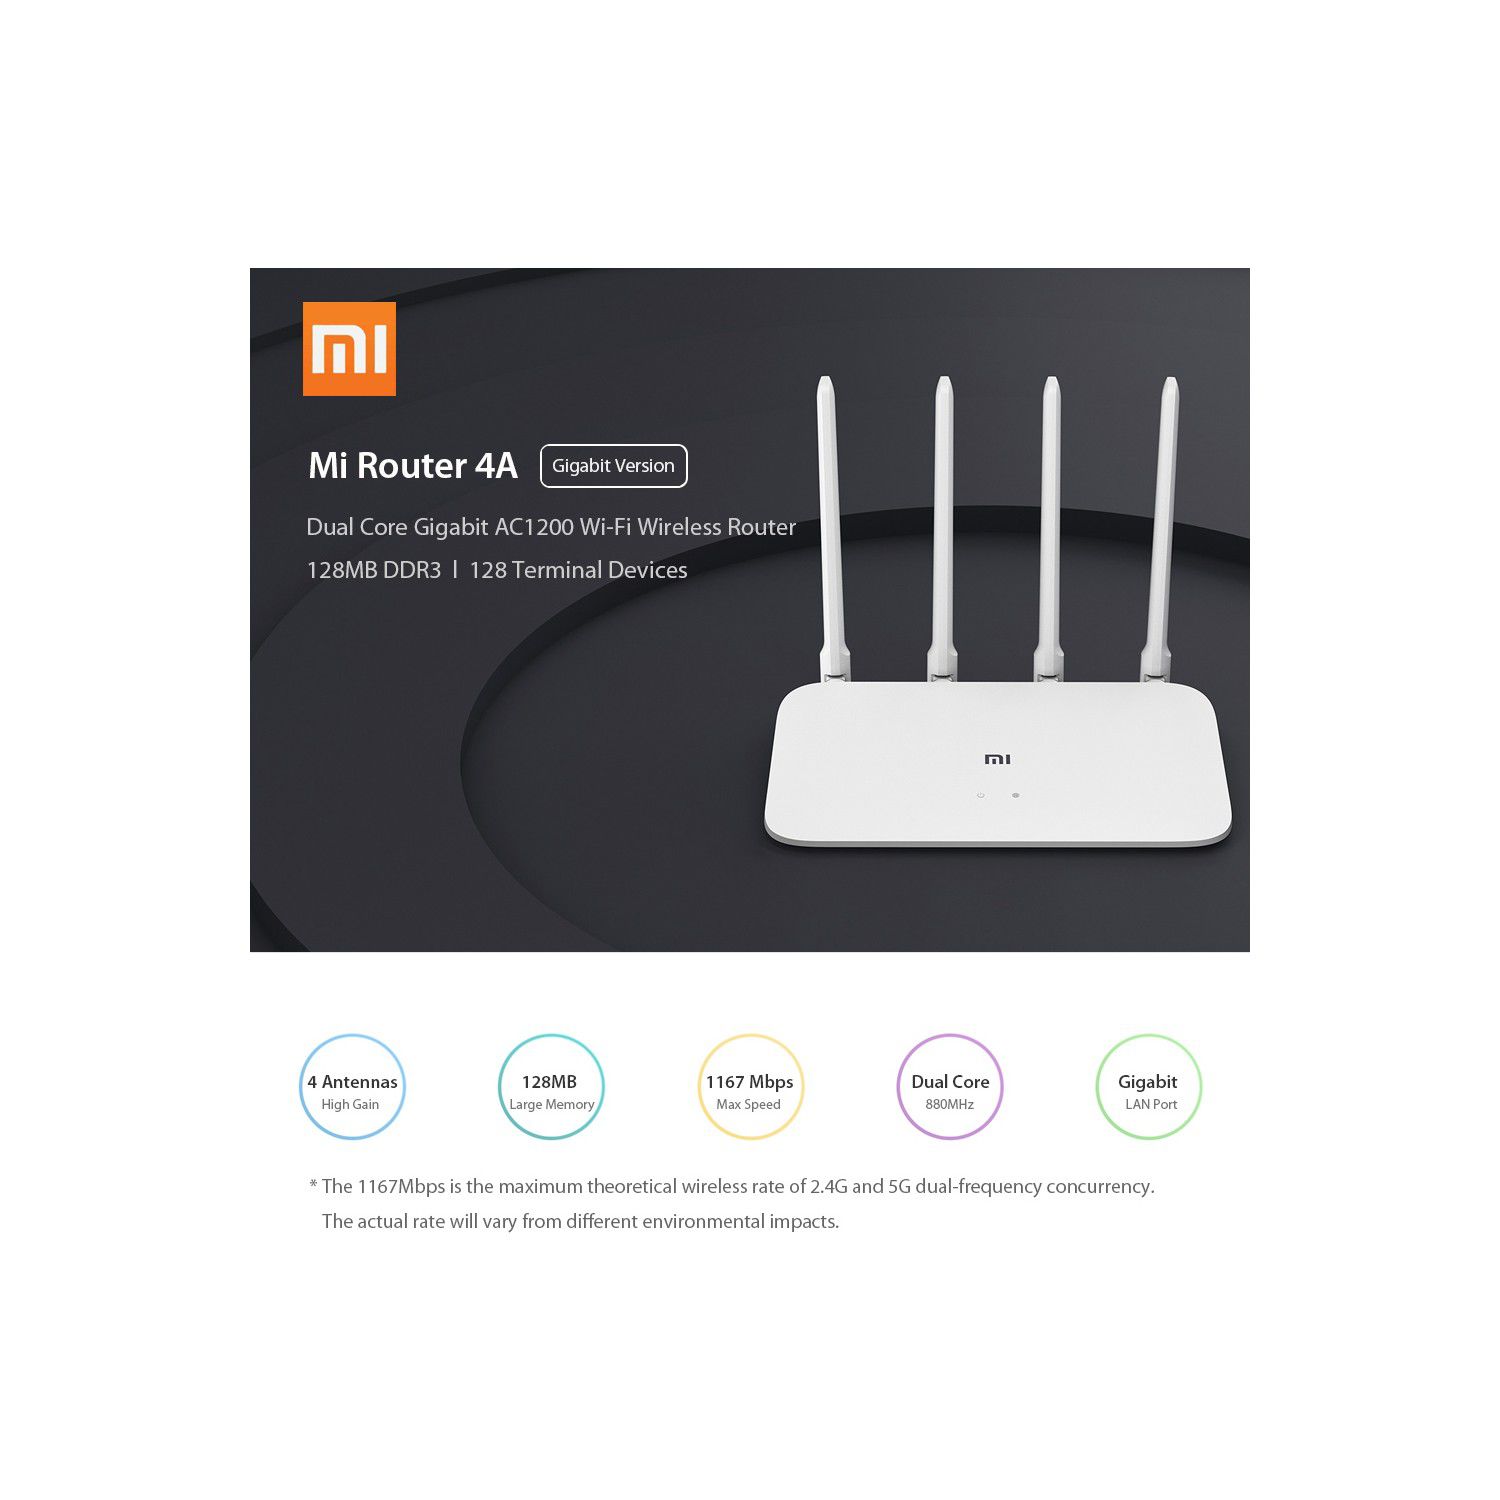 mi
Mi Router 4A
Gigabit Version
Dual Core Gigabit AC1200 Wi-Fi Wireless Router
128MB DDR3 | 128 Terminal Devices
mi
4 Antennas
High Gain
128MB
Large Memory
1167 Mbps
Max Speed
Dual Core
880MHz
Gigabit
LAN Port
* The 1167Mbps is the maximum theoretical wireless rate of 2.4G and 5G dual-frequency concurrency.
The actual rate will vary from different environmental impacts.